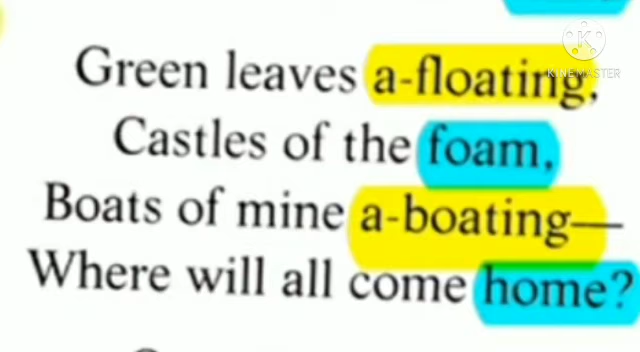 KINEMASTER
Green leaves a-floating,
Castles of the foam,
Boats of mine a-boating—
Where will all come home?